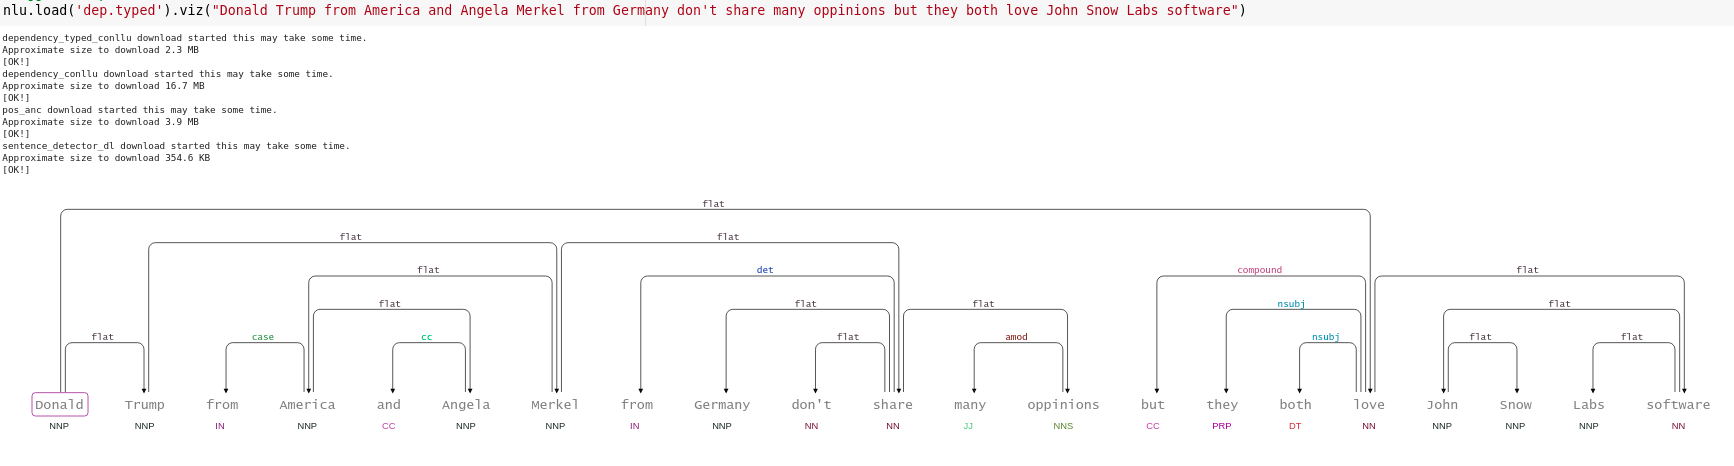 nlu.load('dep.typed').viz("Donald Trump from America and Angela Merkel from Germany don't share many oppinions but they both love John Snow Labs software")
dependency_typed_conllu download started this may take some time.
Approximate size to download 2.3 MB
[OK!]
dependency_conllu download started this may take some time.
Approximate size to download 16.7 MB
[OK!]
pos_anc download started this may take some time.
Approximate size to download 3.9 MB
[OK!]
sentence_detector_dl download started this may take some time.
Approximate size to download 354.6 KB
[OK!]
flat
flat flat
flat det compound flat
flat flat flat nsubj flat
flat case cc flat amod nsubj flat flat
Donald Trump from America and Angela Merkel from Germany don't share many oppinions but they both love John Snow Labs software
NNP NNP IN NNP CC NNP NNP IN NNP NN NN JJ NNS CC PRP DT NN NNP NNP NNP NN